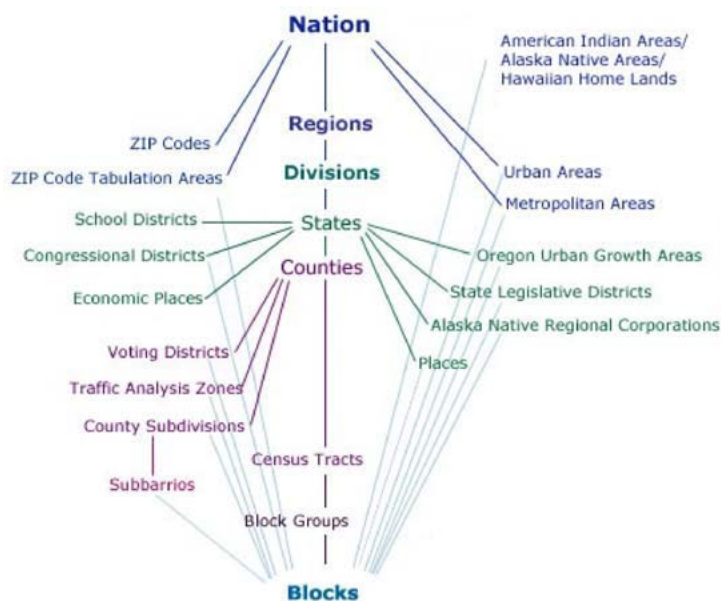 Nation
American Indian Areas/
Alaska Native Areas/
Hawaiian Home Lands
Regions
ZIP Codes
Divisions
Urban Areas
ZIP Code Tabulation Areas
Metropolitan Areas
School Districts
States
Congressional Districts
Oregon Urban Growth Areas
Counties
Economic Places
State Legislative Districts
Alaska Native Regional Corporations
Voting Districts
Places
Traffic Analysis Zones
County Subdivisions
Census Tracts
Subbarrios
Block Groups
Blocks